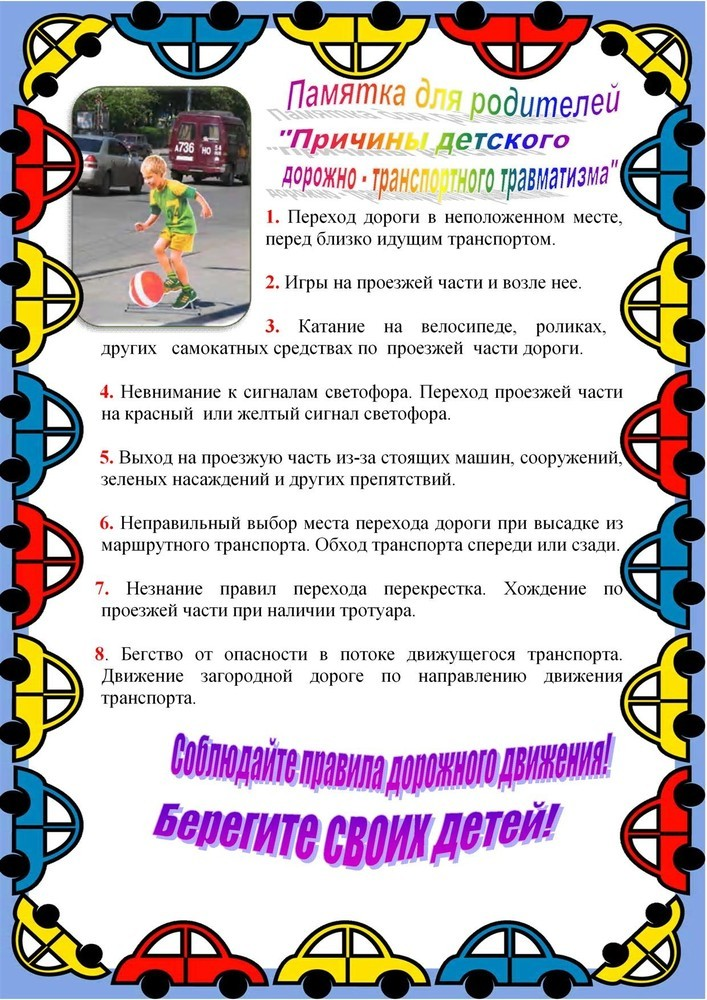 Памятка для родителей
"Причины детского
дорожно - транспортного травматизма"
А736 НО 54
1. Переход дороги в неположенном месте,
перед близко идущим транспортом.
2. Игры на проезжей части и возле нее.
3. Катание на велосипеде, роликах,
других самокатных средствах по проезжей части дороги.
4. Невнимание к сигналам светофора. Переход проезжей части
на красный или желтый сигнал светофора.
5. Выход на проезжую часть из-за стоящих машин, сооружений,
зеленых насаждений и других препятствий.
6. Неправильный выбор места перехода дороги при высадке из
маршрутного транспорта. Обход транспорта спереди или сзади.
7. Незнание правил перехода перекрестка. Хождение по
проезжей части при наличии тротуара.
8. Бегство от опасности в потоке движущегося транспорта.
Движение загородной дороге по направлению движения
транспорта.
Соблюдайте правила дорожного движения!
Берегите СВОИХ детей!